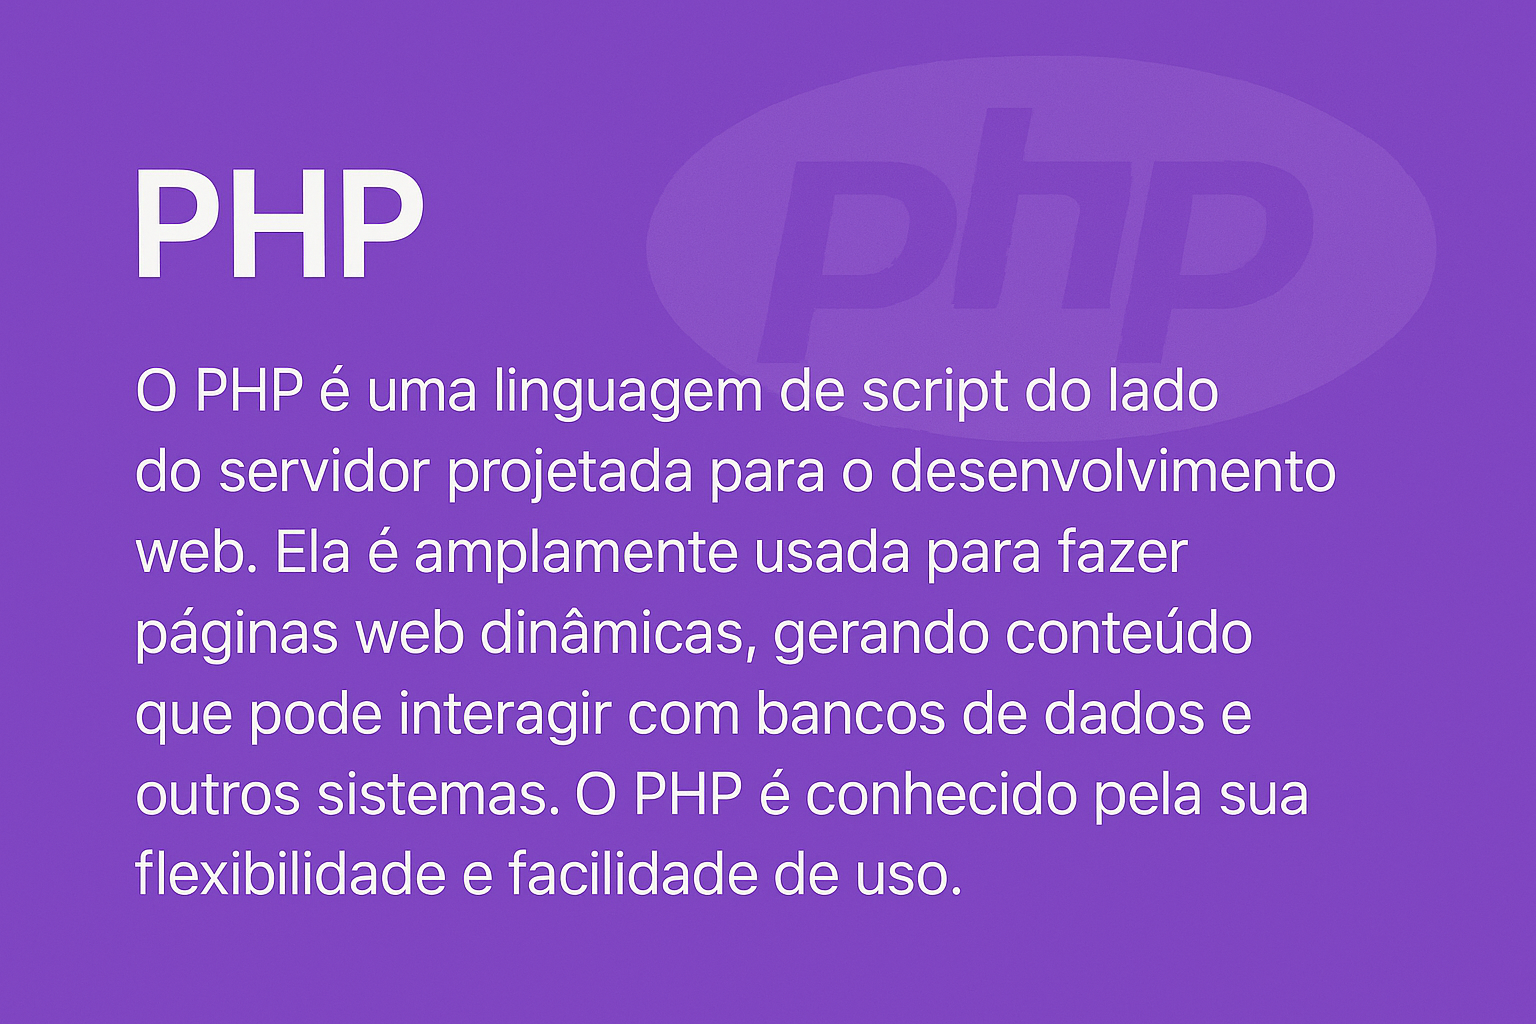 php
PHP
O PHP é uma linguagem de script do lado
do servidor projetada para o desenvolvimento
web. Ela é amplamente usada para fazer
páginas web dinâmicas, gerando conteúdo
que pode interagir com bancos de dados e
outros sistemas. O PHP é conhecido pela sua
flexibilidade e facilidade de uso.